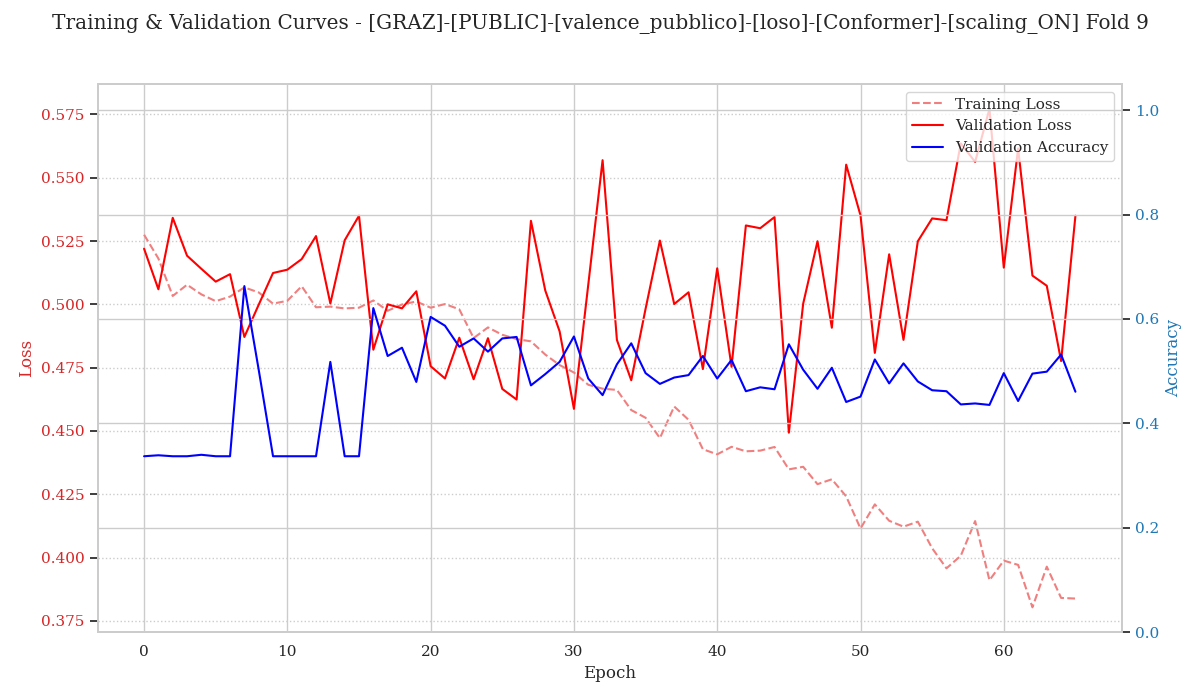 Training & Validation Curves - [GRAZ]-[PUBLIC]-[valence_pubblico]-[loso]-[Conformer]-[scaling_ON] Fold 9
Training Loss
Validation Loss
Validation Accuracy
0.575
0.550
0.525
0.500
0.475
0.450
0.425
0.400
0.375
Loss
1.0
0.8
0.6
0.4
0.2
0.0
Accuracy
0 10 20 30 40 50 60
Epoch